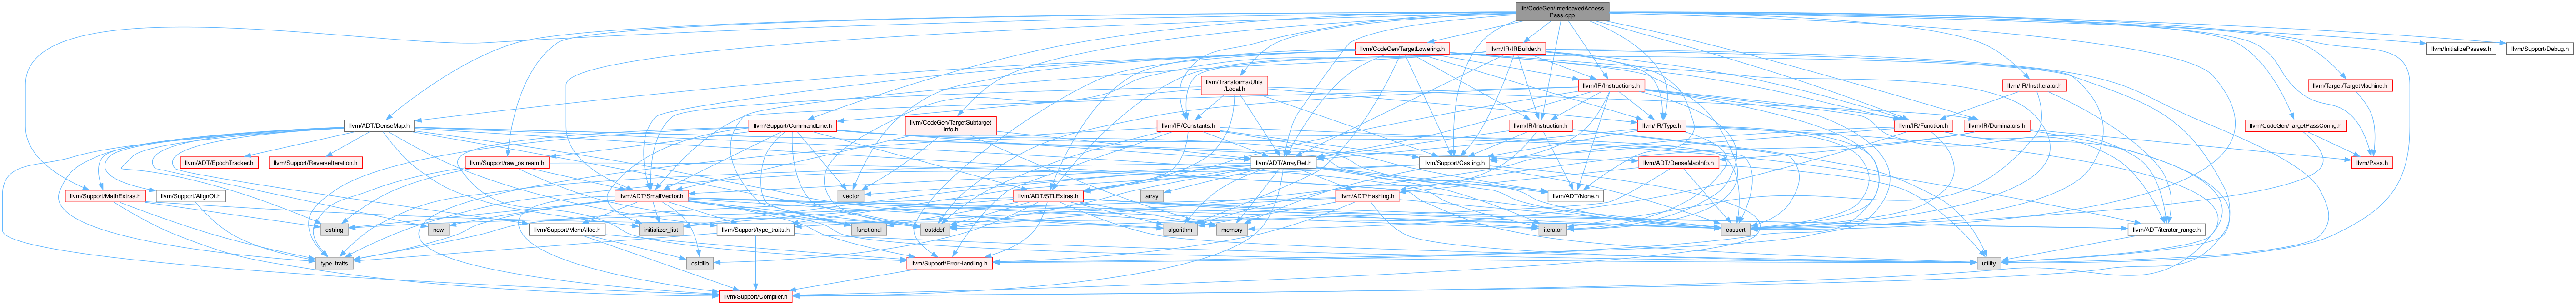 lib/CodeGen/InterleavedAccess
Pass.cpp
llvm/CodeGen/TargetLowering.h
llvm/IR/IRBuilder.h
llvm/InitializePasses.h
llvm/Support/Debug.h
llvm/Transforms/Utils
/Local.h
llvm/IR/Instructions.h
llvm/IR/InstIterator.h
llvm/Target/TargetMachine.h
llvm/ADT/DenseMap.h
llvm/Support/CommandLine.h
llvm/CodeGen/TargetSubtarget
Info.h
llvm/IR/Constants.h
llvm/IR/Instruction.h
llvm/IR/Type.h
llvm/IR/Function.h
llvm/IR/Dominators.h
llvm/CodeGen/TargetPassConfig.h
llvm/ADT/EpochTracker.h
llvm/Support/ReverseIteration.h
llvm/Support/raw_ostream.h
llvm/ADT/ArrayRef.h
llvm/Support/Casting.h
llvm/ADT/DenseMapInfo.h
llvm/Pass.h
llvm/Support/MathExtras.h
llvm/Support/AlignOf.h
llvm/ADT/SmallVector.h
vector
llvm/ADT/STLExtras.h
array
llvm/ADT/Hashing.h
llvm/ADT/None.h
cstring
new
llvm/Support/MemAlloc.h
initializer_list
llvm/Support/type_traits.h
functional
cstddef
algorithm
memory
iterator
cassert
llvm/ADT/iterator_range.h
type_traits
cstdlib
llvm/Support/ErrorHandling.h
utility
llvm/Support/Compiler.h